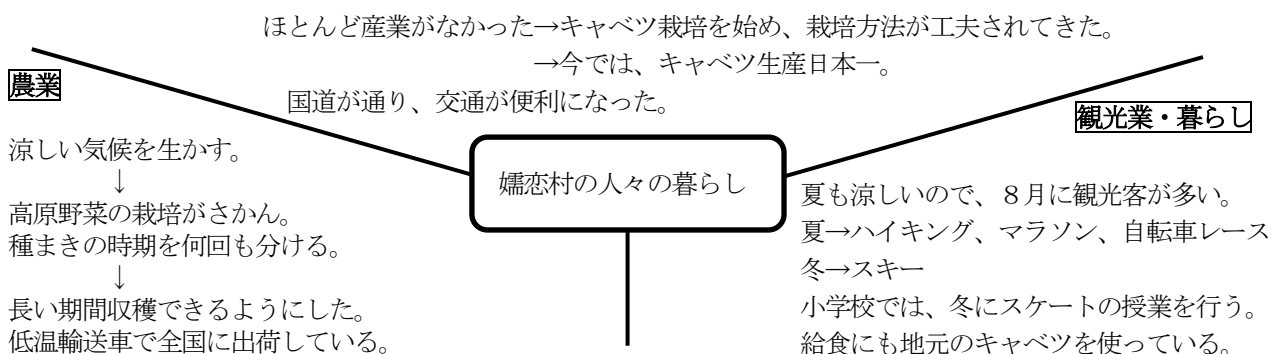 ほとんど産業がなかった→キャベツ栽培を始め、栽培方法が工夫されてきた。
→今では、キャベツ生産日本一。
国道が通り、交通が便利になった。
農業
涼しい気候を生かす。
↓
高原野菜の栽培がさかん。
種まきの時期を何回も分ける。
↓
長い期間収穫できるようにした。
低温輸送車で全国に出荷している。
嬬恋村の人々の暮らし
観光業・暮らし
夏も涼しいので、８月に観光客が多い。
夏→ハイキング、マラソン、自転車レース
冬→スキー
小学校では、冬にスケートの授業を行う。
給食にも地元のキャベツを使っている。